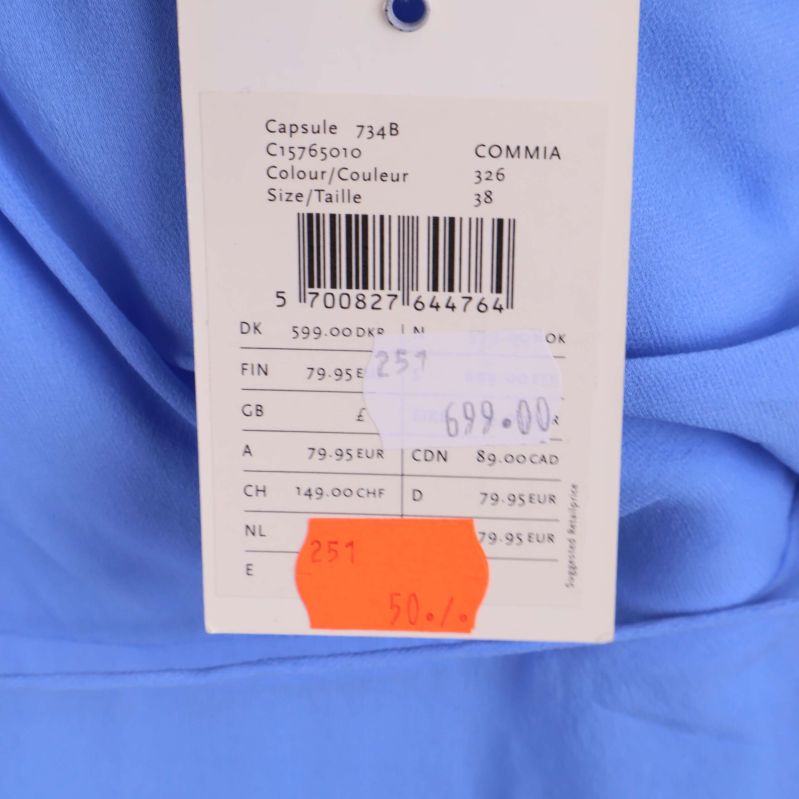 Capsule 734B
C15765010 COMMIA
Colour/Couleur 326
Size/Taille 38
5 700827 644764
DK 599.00 DKR N
FIN 79.95 251
GB £ 699.00
A 79.95 EUR CDN 89.00 CAD
CH 149.00 CHF D 79.95 EUR
NL 79.95 EUR
E
251
50./.
Suggested Retailprice